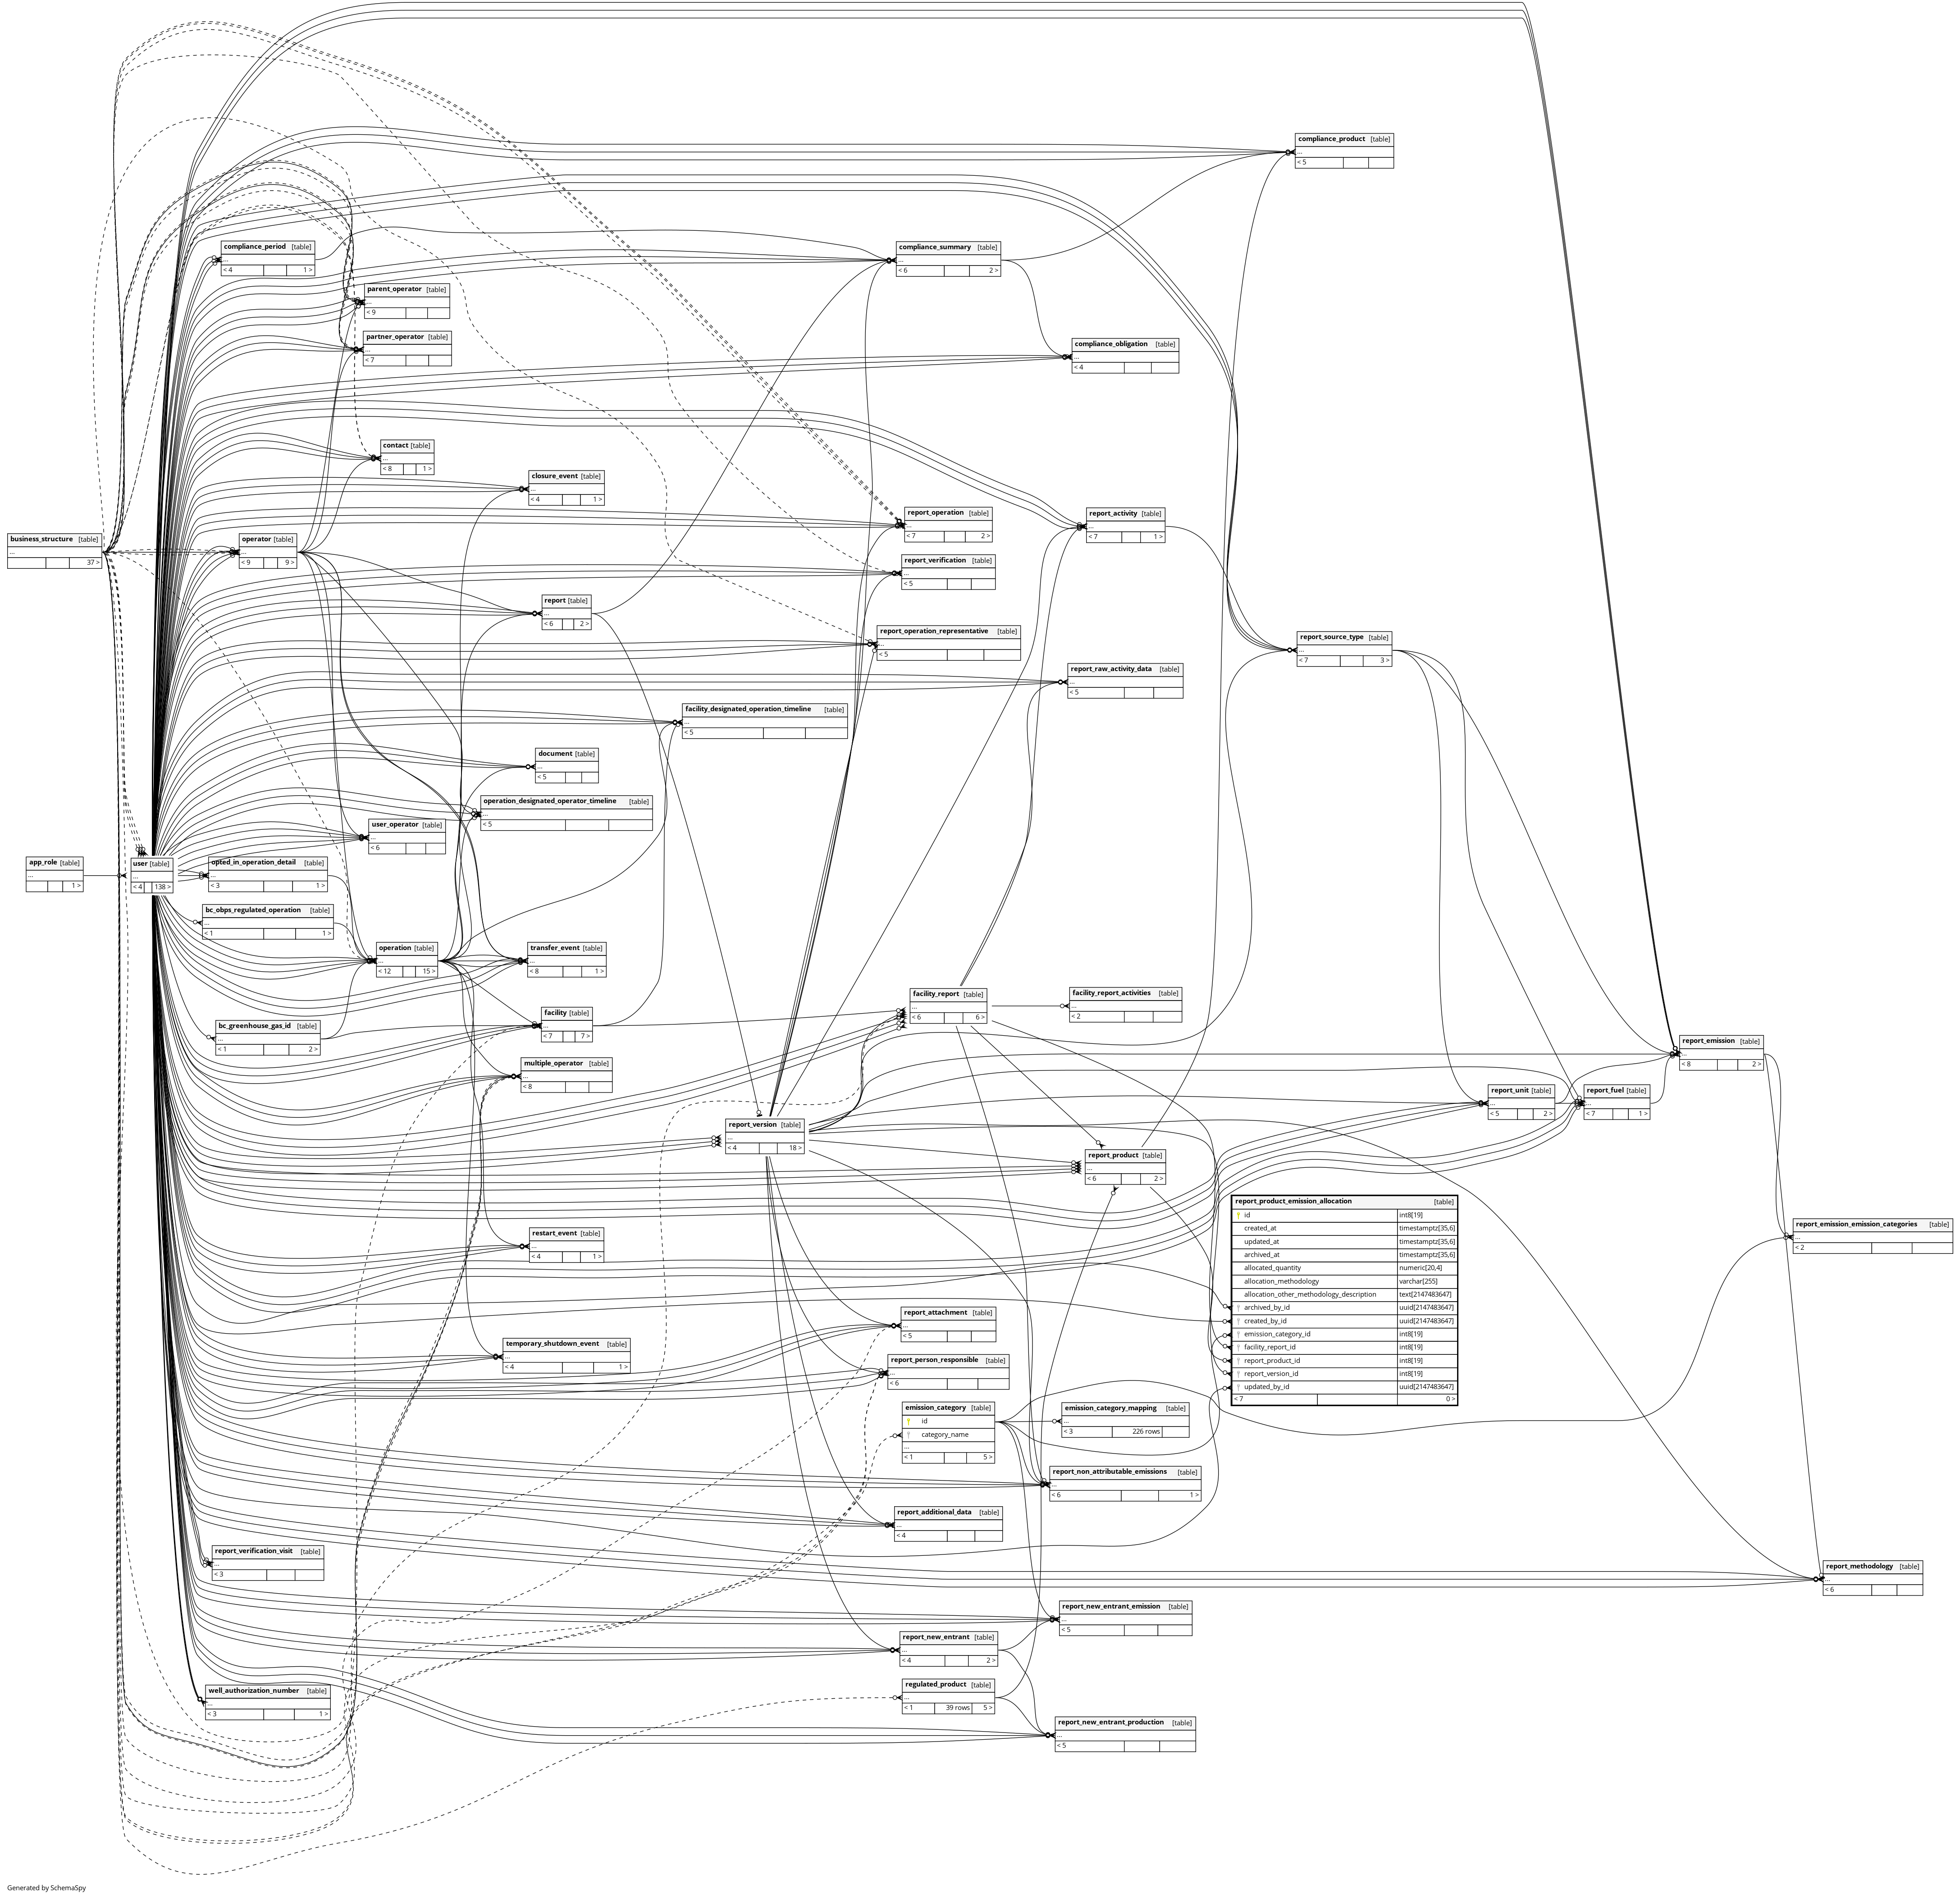 compliance_product [table]
...
< 5
compliance_period [table]
...
< 4 1 >
compliance_summary [table]
...
< 6 2 >
parent_operator [table]
...
< 9
partner_operator [table]
...
< 7
compliance_obligation [table]
...
< 4
contact [table]
...
< 8 1 >
closure_event [table]
...
< 4 1 >
report_operation [table]
...
< 7 2 >
report_activity [table]
...
< 7 1 >
business_structure [table]
...
37 >
operator [table]
...
< 9 9 >
report_verification [table]
...
< 5
report [table]
...
< 6 2 >
report_operation_representative [table]
...
< 5
report_source_type [table]
...
< 7 3 >
report_raw_activity_data [table]
...
< 5
facility_designated_operation_timeline [table]
...
< 5
document [table]
...
< 5
operation_designated_operator_timeline [table]
...
< 5
user_operator [table]
...
< 6
app_role [table]
...
1 >
user [table]
...
< 4 138 >
opted_in_operation_detail [table]
...
< 3 1 >
bc_obps_regulated_operation [table]
...
< 1 1 >
operation [table]
...
< 12 15 >
transfer_event [table]
...
< 8 1 >
facility_report [table]
...
< 6 6 >
facility_report_activities [table]
...
< 2
bc_greenhouse_gas_id [table]
...
< 1 2 >
facility [table]
...
< 7 7 >
report_emission [table]
...
< 8 2 >
multiple_operator [table]
...
< 8
report_unit [table]
...
< 5 2 >
report_fuel [table]
...
< 7 1 >
report_version [table]
...
< 4 18 >
report_product [table]
...
< 6 2 >
report_product_emission_allocation [table]
id int8[19]
created_at timestamptz[35,6]
updated_at timestamptz[35,6]
archived_at timestamptz[35,6]
allocated_quantity numeric[20,4]
allocation_methodology varchar[255]
allocation_other_methodology_description text[2147483647]
archived_by_id uuid[2147483647]
created_by_id uuid[2147483647]
emission_category_id int8[19]
facility_report_id int8[19]
report_product_id int8[19]
report_version_id int8[19]
updated_by_id uuid[2147483647]
< 7 0 >
report_emission_emission_categories [table]
...
< 2
restart_event [table]
...
< 4 1 >
report_attachment [table]
...
< 5
temporary_shutdown_event [table]
...
< 4 1 >
report_person_responsible [table]
...
< 6
emission_category [table]
id
category_name
...
< 1 5 >
emission_category_mapping [table]
...
< 3 226 rows
report_non_attributable_emissions [table]
...
< 6 1 >
report_additional_data [table]
...
< 4
report_verification_visit [table]
...
< 3
report_methodology [table]
...
< 6
report_new_entrant_emission [table]
...
< 5
report_new_entrant [table]
...
< 4 2 >
well_authorization_number [table]
...
< 3 1 >
regulated_product [table]
...
< 1 39 rows 5 >
report_new_entrant_production [table]
...
< 5
Generated by SchemaSpy